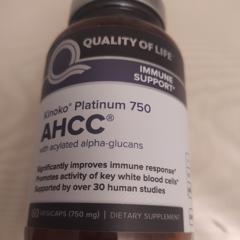 QUALITY OF LIFE
IMMUNE
SUPPORT*
Kinoko® Platinum 750
AHCC®
with acylated alpha-glucans
Significantly improves immune response*
Promotes activity of key white blood cells*
Supported by over 30 human studies
60 VEGICAPS (750 mg) | DIETARY SUPPLEMENT